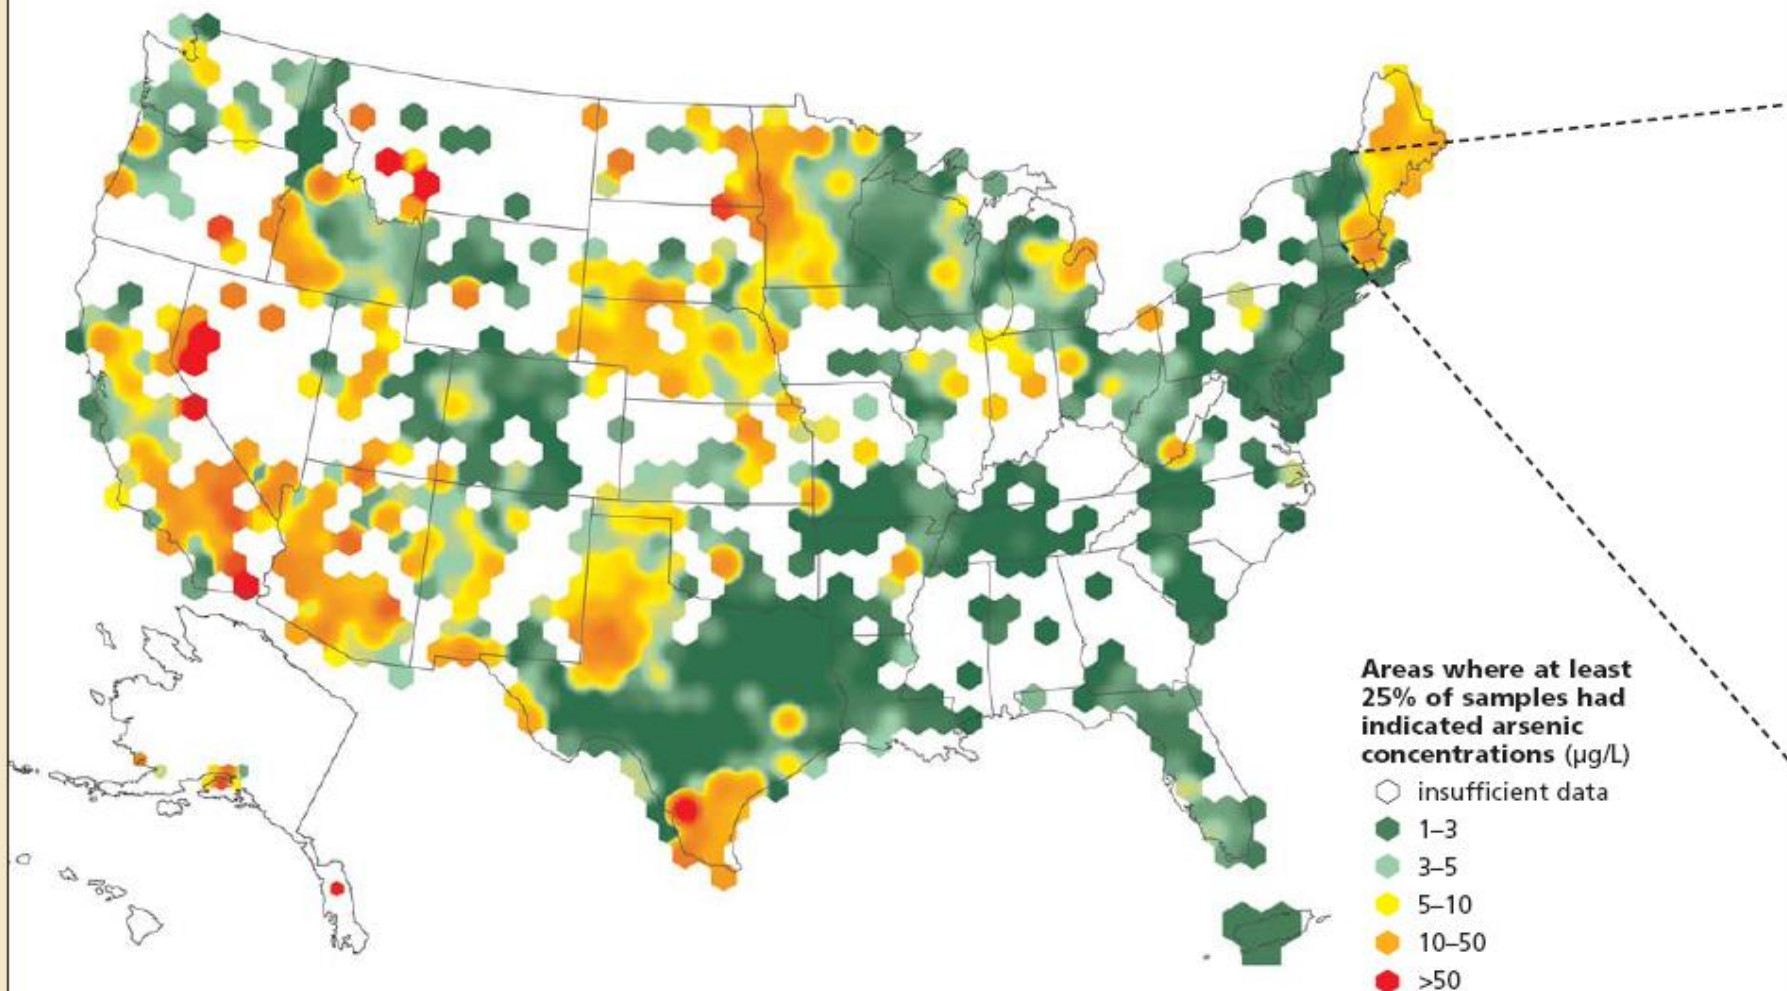 Areas where at least
25% of samples had
indicated arsenic
concentrations (µg/L)
insufficient data
1–3
3–5
5–10
10–50
>50